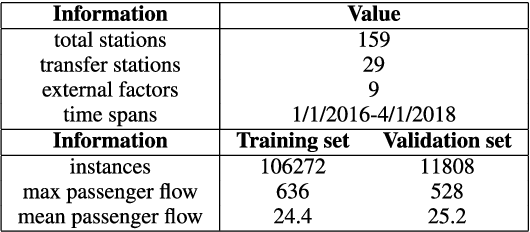 Information Value
total stations 159
transfer stations 29
external factors 9
time spans 1/1/2016-4/1/2018
Information Training set Validation set
instances 106272 11808
max passenger flow 636 528
mean passenger flow 24.4 25.2